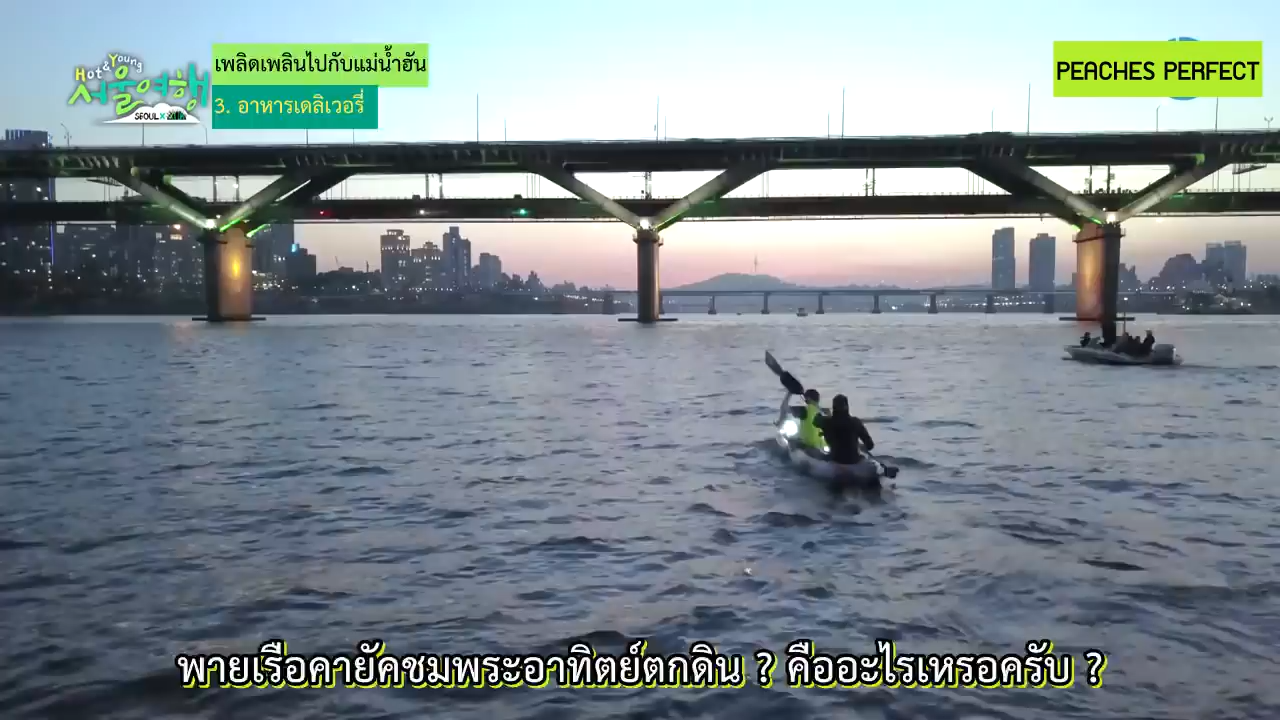 Hot & Young
서울여행
SEOUL X
เพลิดเพลินไปกับแม่น้ำฮัน
3. อาหารเดลิเวอรี่
PEACHES PERFECT
พายเรือคายัคชมพระอาทิตย์ตกดิน ? คืออะไรเหรอครับ ?